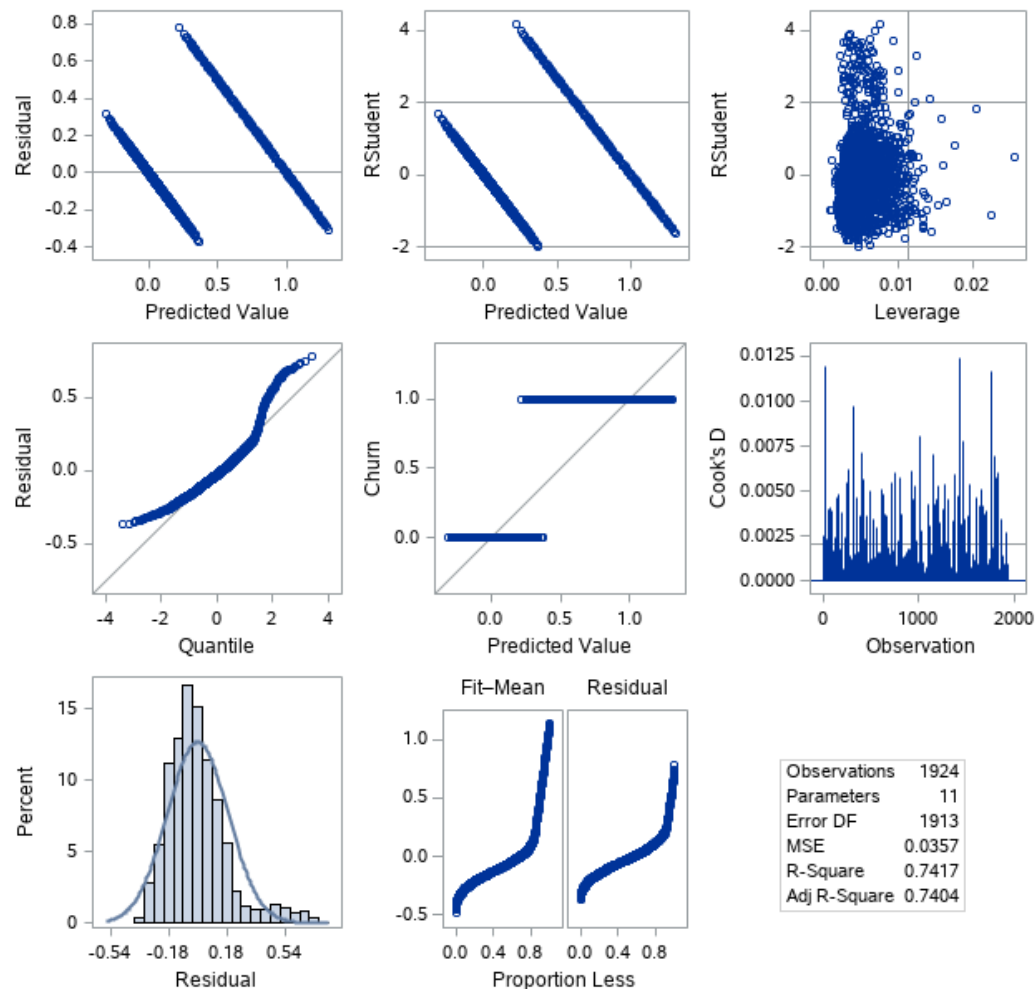 0.8
0.6
0.4
0.2
0.0
-0.2
-0.4
Residual
0.0 0.5 1.0
Predicted Value
4
2
0
-2
RStudent
0.0 0.5 1.0
Predicted Value
4
2
0
-2
RStudent
0.00 0.01 0.02
Leverage
0.5
0.0
-0.5
Residual
-4 -2 0 2 4
Quantile
1.0
0.5
0.0
Churn
0.0 0.5 1.0
Predicted Value
0.0125
0.0100
0.0075
0.0050
0.0025
0.0000
Cook's D
0 1000 2000
Observation
15
10
5
0
Percent
-0.54 -0.18 0.18 0.54
Residual
Fit–Mean Residual
1.0
0.5
0.0
-0.5
0.0 0.4 0.8 0.0 0.4 0.8
Proportion Less
Observations 1924
Parameters 11
Error DF 1913
MSE 0.0357
R-Square 0.7417
Adj R-Square 0.7404